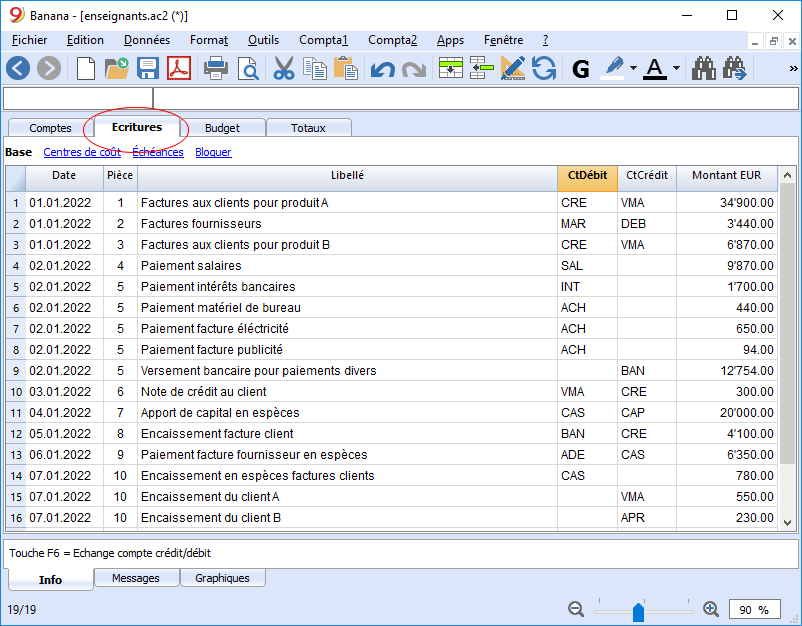 Banana - [enseignants.ac2 (*)]
Fichier Edition Données Format Outils Compta1 Compta2 Apps Fenêtre ?
G A »
Comptes Ecritures Budget Totaux
Base Centres de coût Échéances Bloquer
Date Pièce Libellé CtDébit CtCrédit Montant EUR
1 01.01.2022 1 Factures aux clients pour produit A CRE VMA 34'900.00
2 01.01.2022 2 Factures fournisseurs MAR DEB 3'440.00
3 01.01.2022 3 Factures aux clients pour produit B CRE VMA 6'870.00
4 02.01.2022 4 Paiement salaires SAL 9'870.00
5 02.01.2022 5 Paiement intérêts bancaires INT 1'700.00
6 02.01.2022 5 Paiement matériel de bureau ACH 440.00
7 02.01.2022 5 Paiement facture éléctricité ACH 650.00
8 02.01.2022 5 Paiement facture publicité ACH 94.00
9 02.01.2022 5 Versement bancaire pour paiements divers BAN 12'754.00
10 03.01.2022 6 Note de crédit au client VMA CRE 300.00
11 04.01.2022 7 Apport de capital en espèces CAS CAP 20'000.00
12 05.01.2022 8 Encaissement facture client BAN CRE 4'100.00
13 06.01.2022 9 Paiement facture fournisseur en espèces ADE CAS 6'350.00
14 07.01.2022 10 Encaissement en espèces factures clients CAS 780.00
15 07.01.2022 10 Encaissement du client A VMA 550.00
16 07.01.2022 10 Encaissement du client B APR 230.00
Touche F6 = Echange compte crédit/débit
Info Messages Graphiques
19/19 90 %